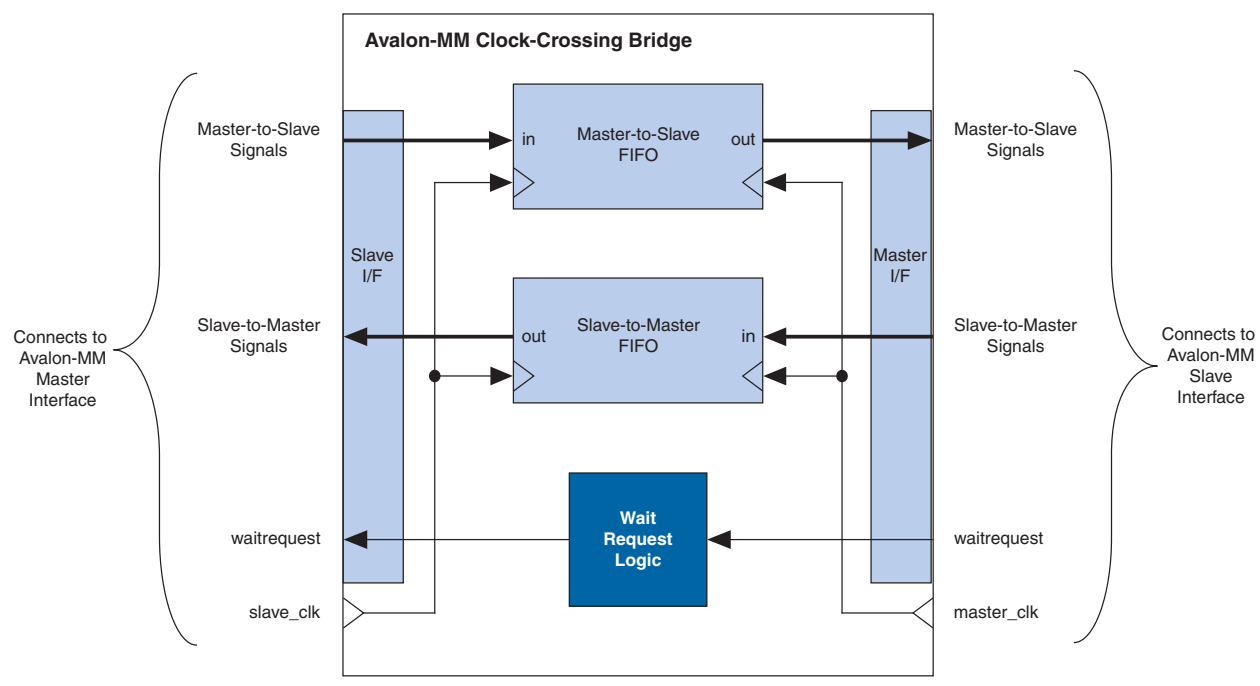 Avalon-MM Clock-Crossing Bridge
Master-to-Slave
Signals
in
Master-to-Slave
FIFO
out
Master-to-Slave
Signals
Slave
I/F
Master
I/F
Connects to
Avalon-MM
Master
Interface
Slave-to-Master
Signals
out
Slave-to-Master
FIFO
in
Slave-to-Master
Signals
Connects to
Avalon-MM
Slave
Interface
waitrequest
Wait
Request
Logic
waitrequest
slave_clk
master_clk